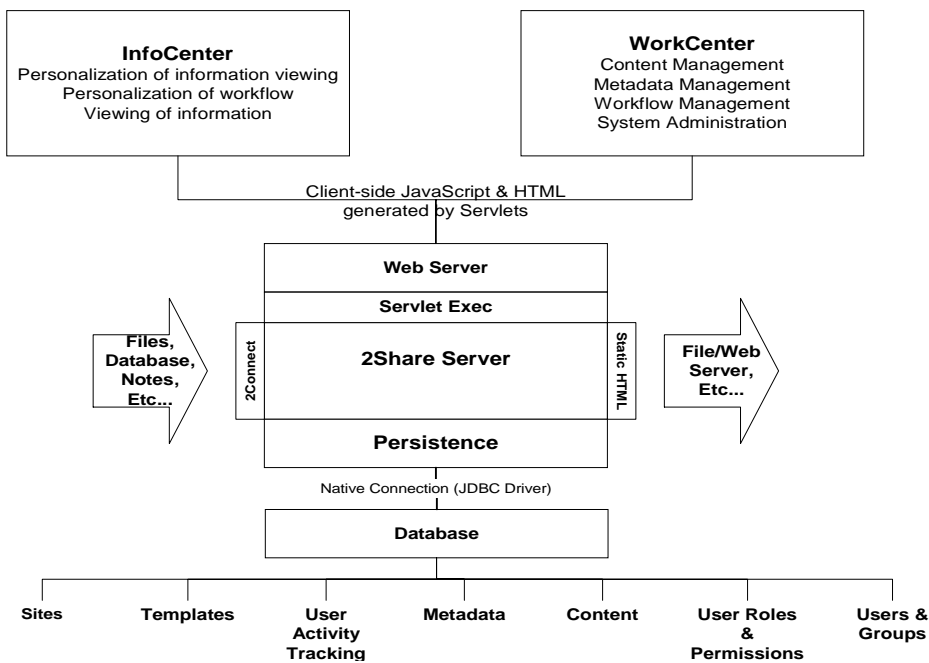 InfoCenter
Personalization of information viewing
Personalization of workflow
Viewing of information
WorkCenter
Content Management
Metadata Management
Workflow Management
System Administration
Client-side JavaScript & HTML
generated by Servlets
Web Server
Servlet Exec
Files,
Database,
Notes,
Etc...
2Connect
2Share Server
Static HTML
File/Web
Server,
Etc...
Persistence
Native Connection (JDBC Driver)
Database
Sites
Templates
User
Activity
Tracking
Metadata
Content
User Roles
&
Permissions
Users &
Groups